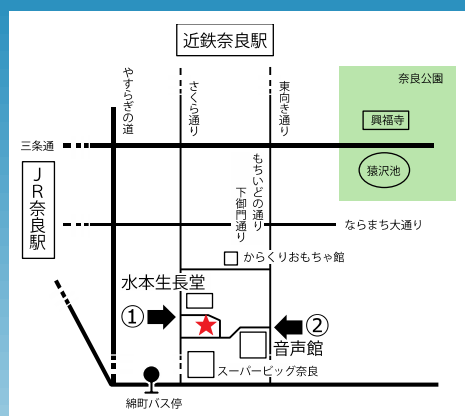 近鉄奈良駅
やすらぎの道
さくら通り
東向き通り
奈良公園
興福寺
三条通
猿沢池
JR奈良駅
もちいどの通り
下御門通り
ならまち大通り
からくりおもちゃ館
水本生長堂
①
②
音声館
スーパービッグ奈良
綿町バス停